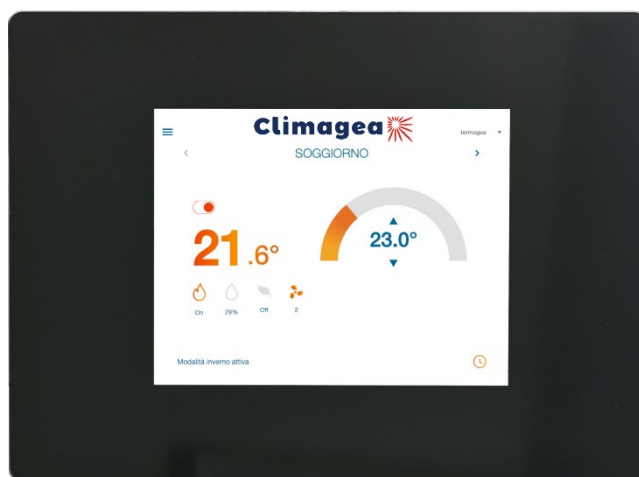 Climagea
termogea
SOGGIORNO
23.0°
21.6°
On
29%
Off
2
Modalità inverno attiva